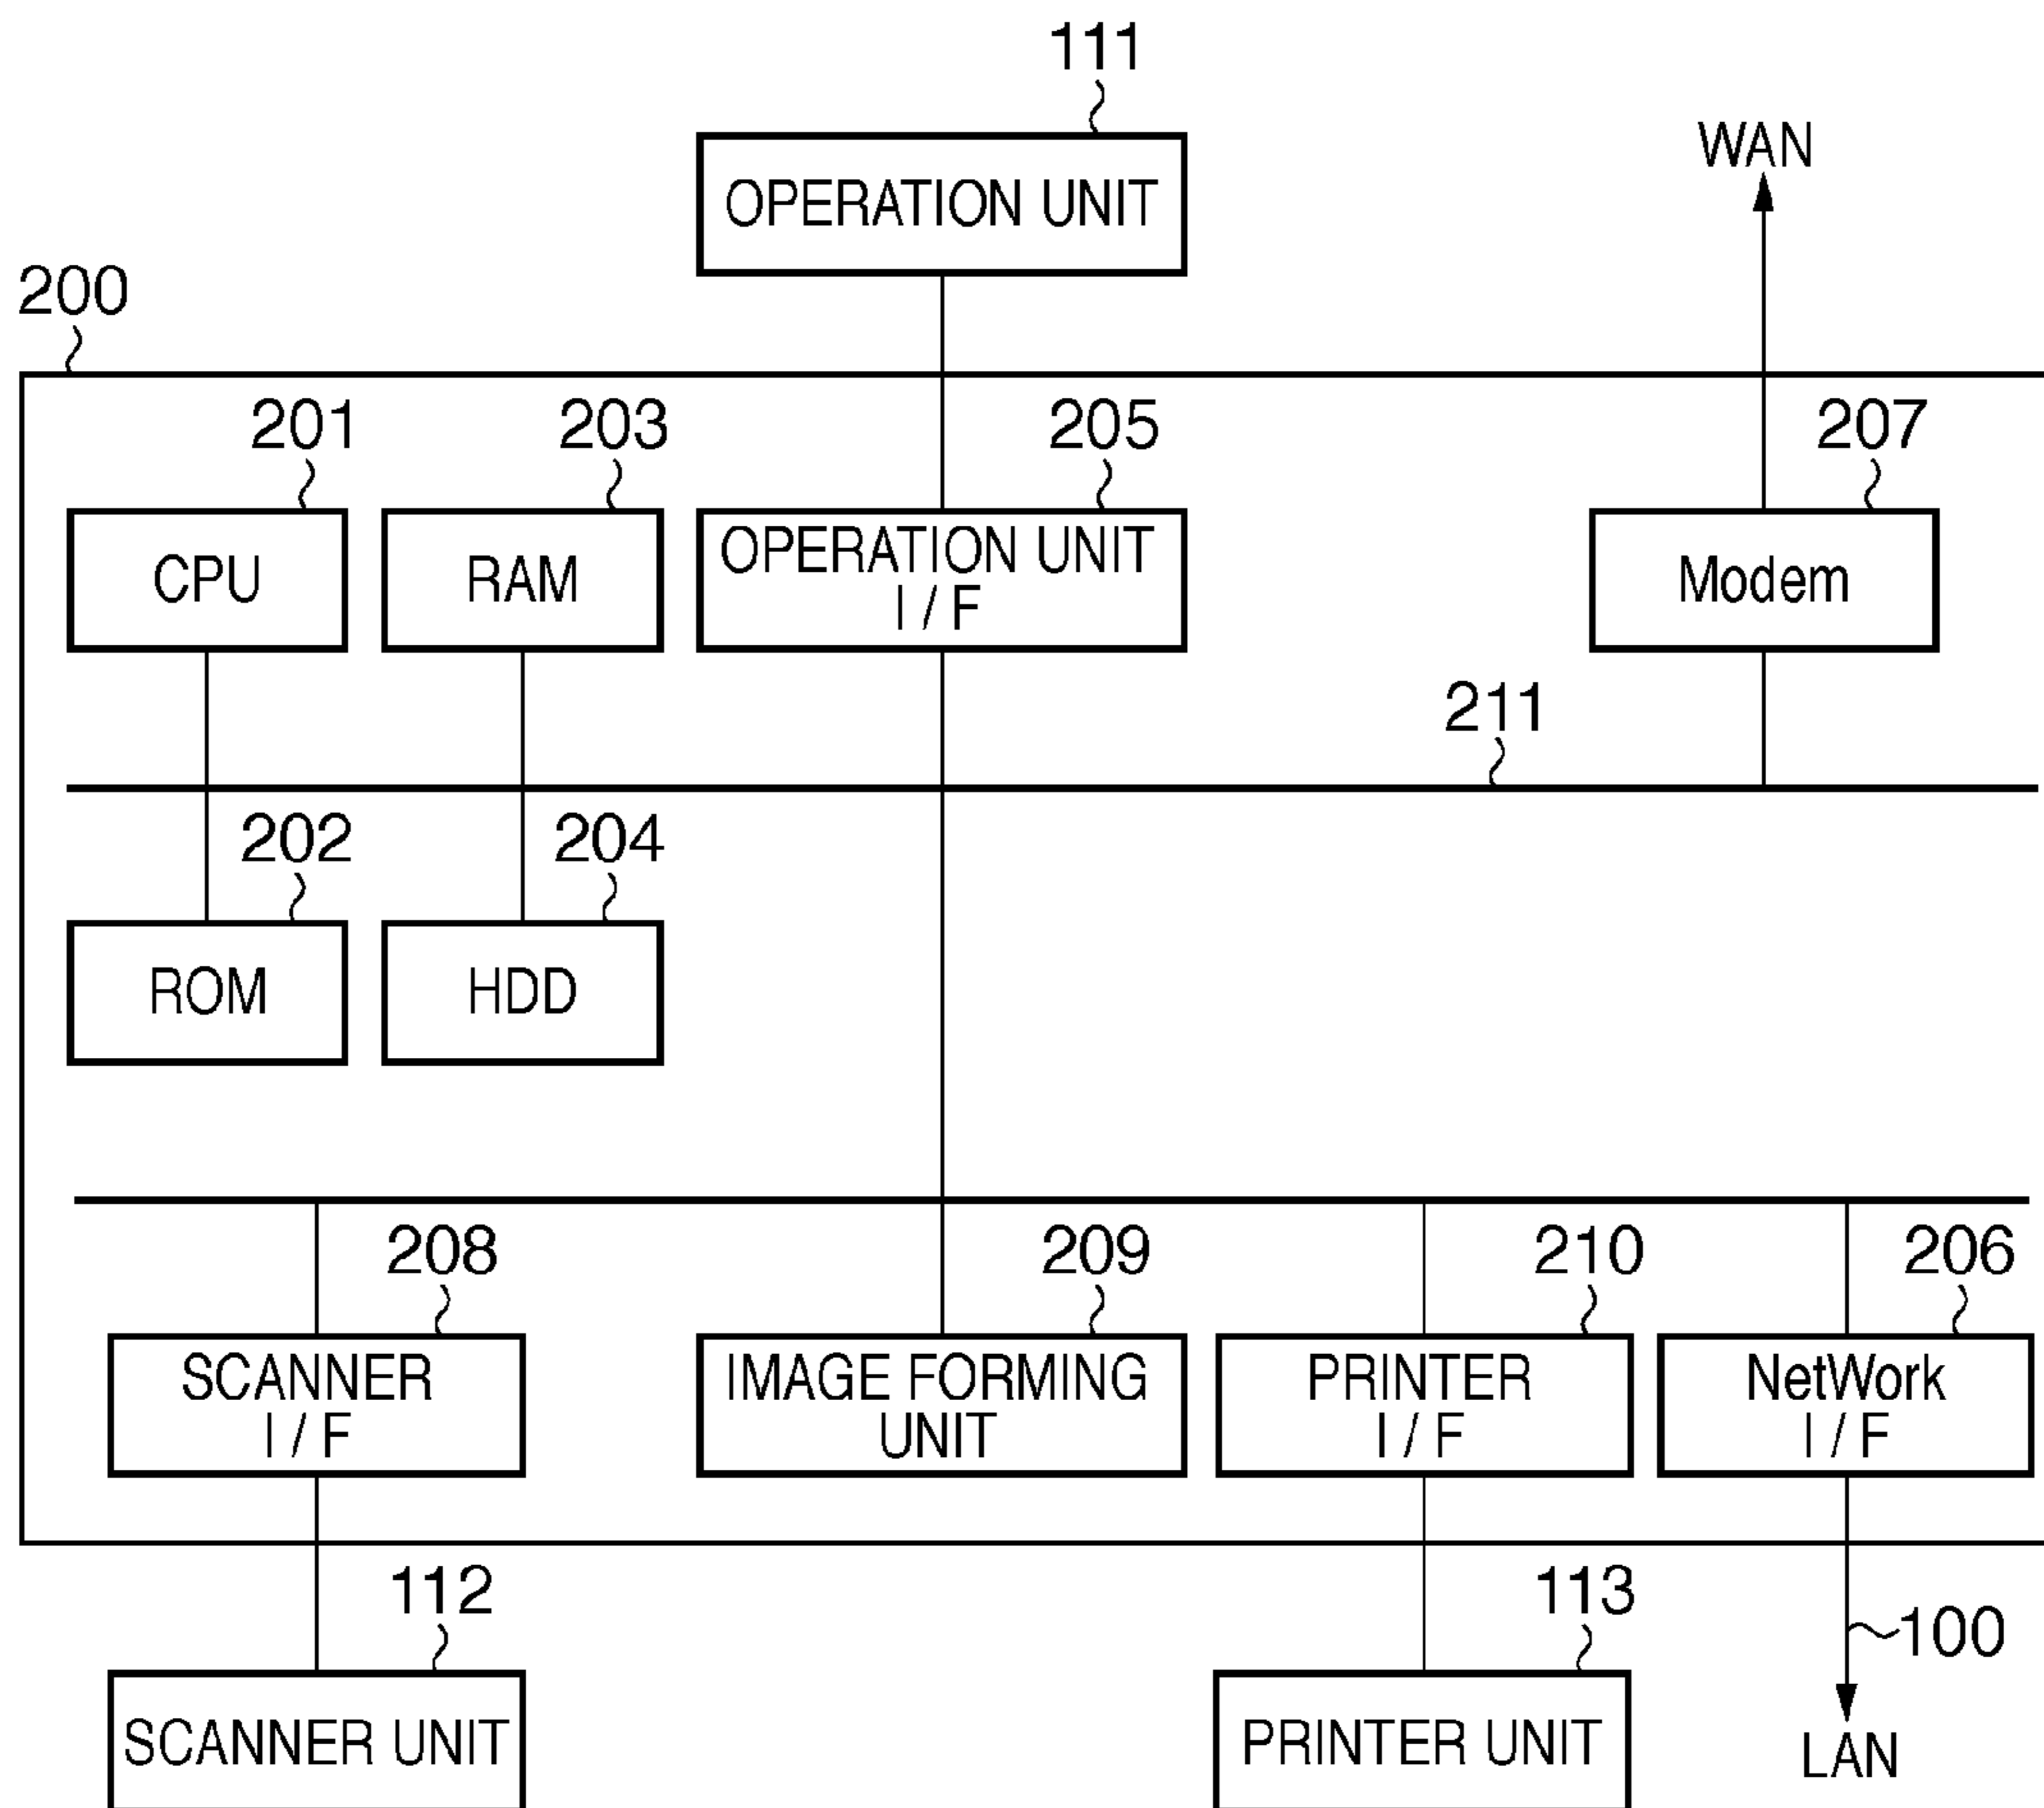 111
OPERATION UNIT
WAN
200
201
203
205
207
CPU
RAM
OPERATION UNIT
I / F
Modem
211
202
204
ROM
HDD
208
209
210
206
SCANNER
I / F
IMAGE FORMING
UNIT
PRINTER
I / F
NetWork
I / F
112
113
100
SCANNER UNIT
PRINTER UNIT
LAN